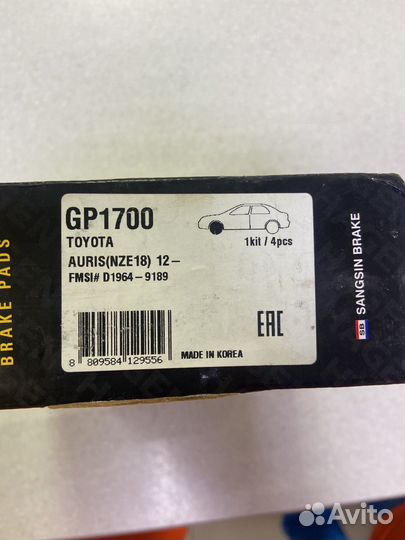 GP1700
TOYOTA
1kit / 4pcs
AURIS(NZE18) 12-
FMSI# D1964-9189
EAC
8 809584 129556
MADE IN KOREA
BRAKE PADS
SB SANGSIN BRAKE
Avito